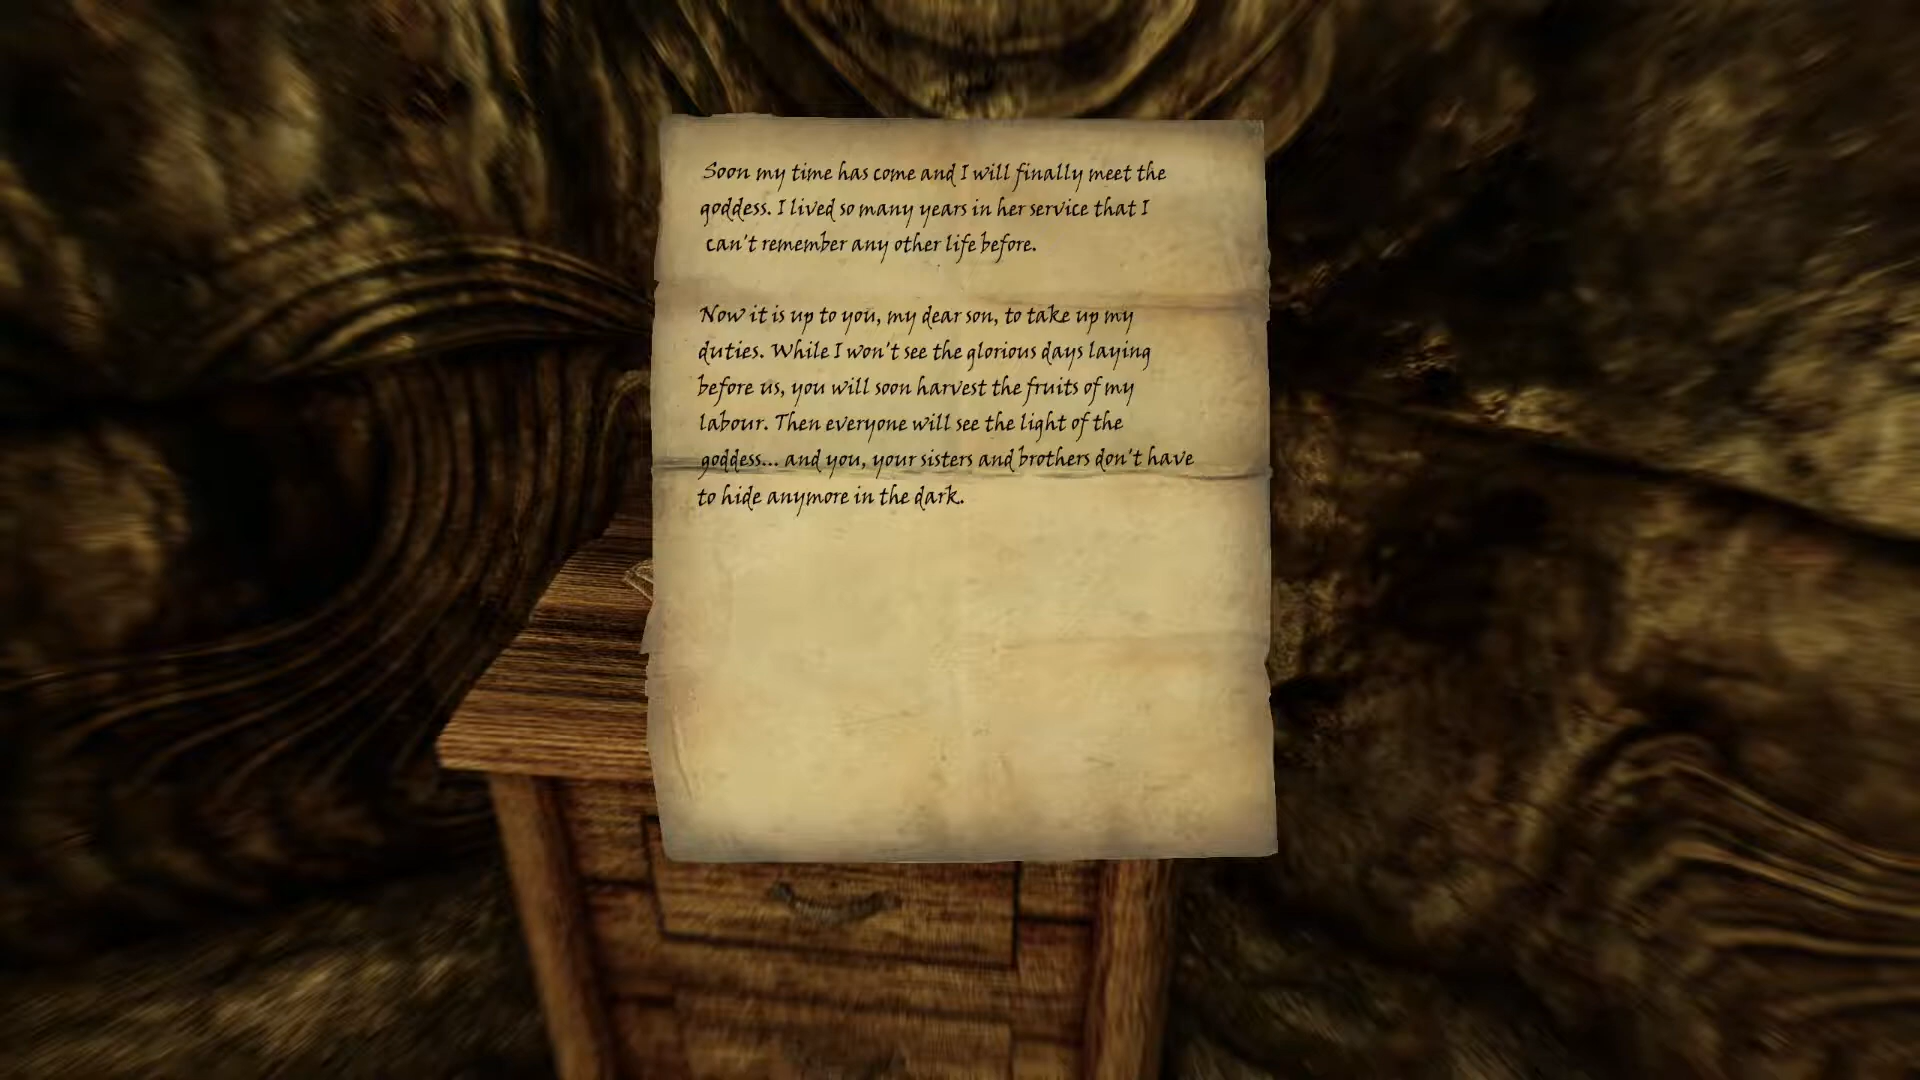 Soon my time has come and I will finally meet the
goddess. I lived so many years in her service that I
can't remember any other life before.
Now it is up to you, my dear son, to take up my
duties. While I won't see the glorious days laying
before us, you will soon harvest the fruits of my
labour. Then everyone will see the light of the
goddess... and you, your sisters and brothers don't have
to hide anymore in the dark.